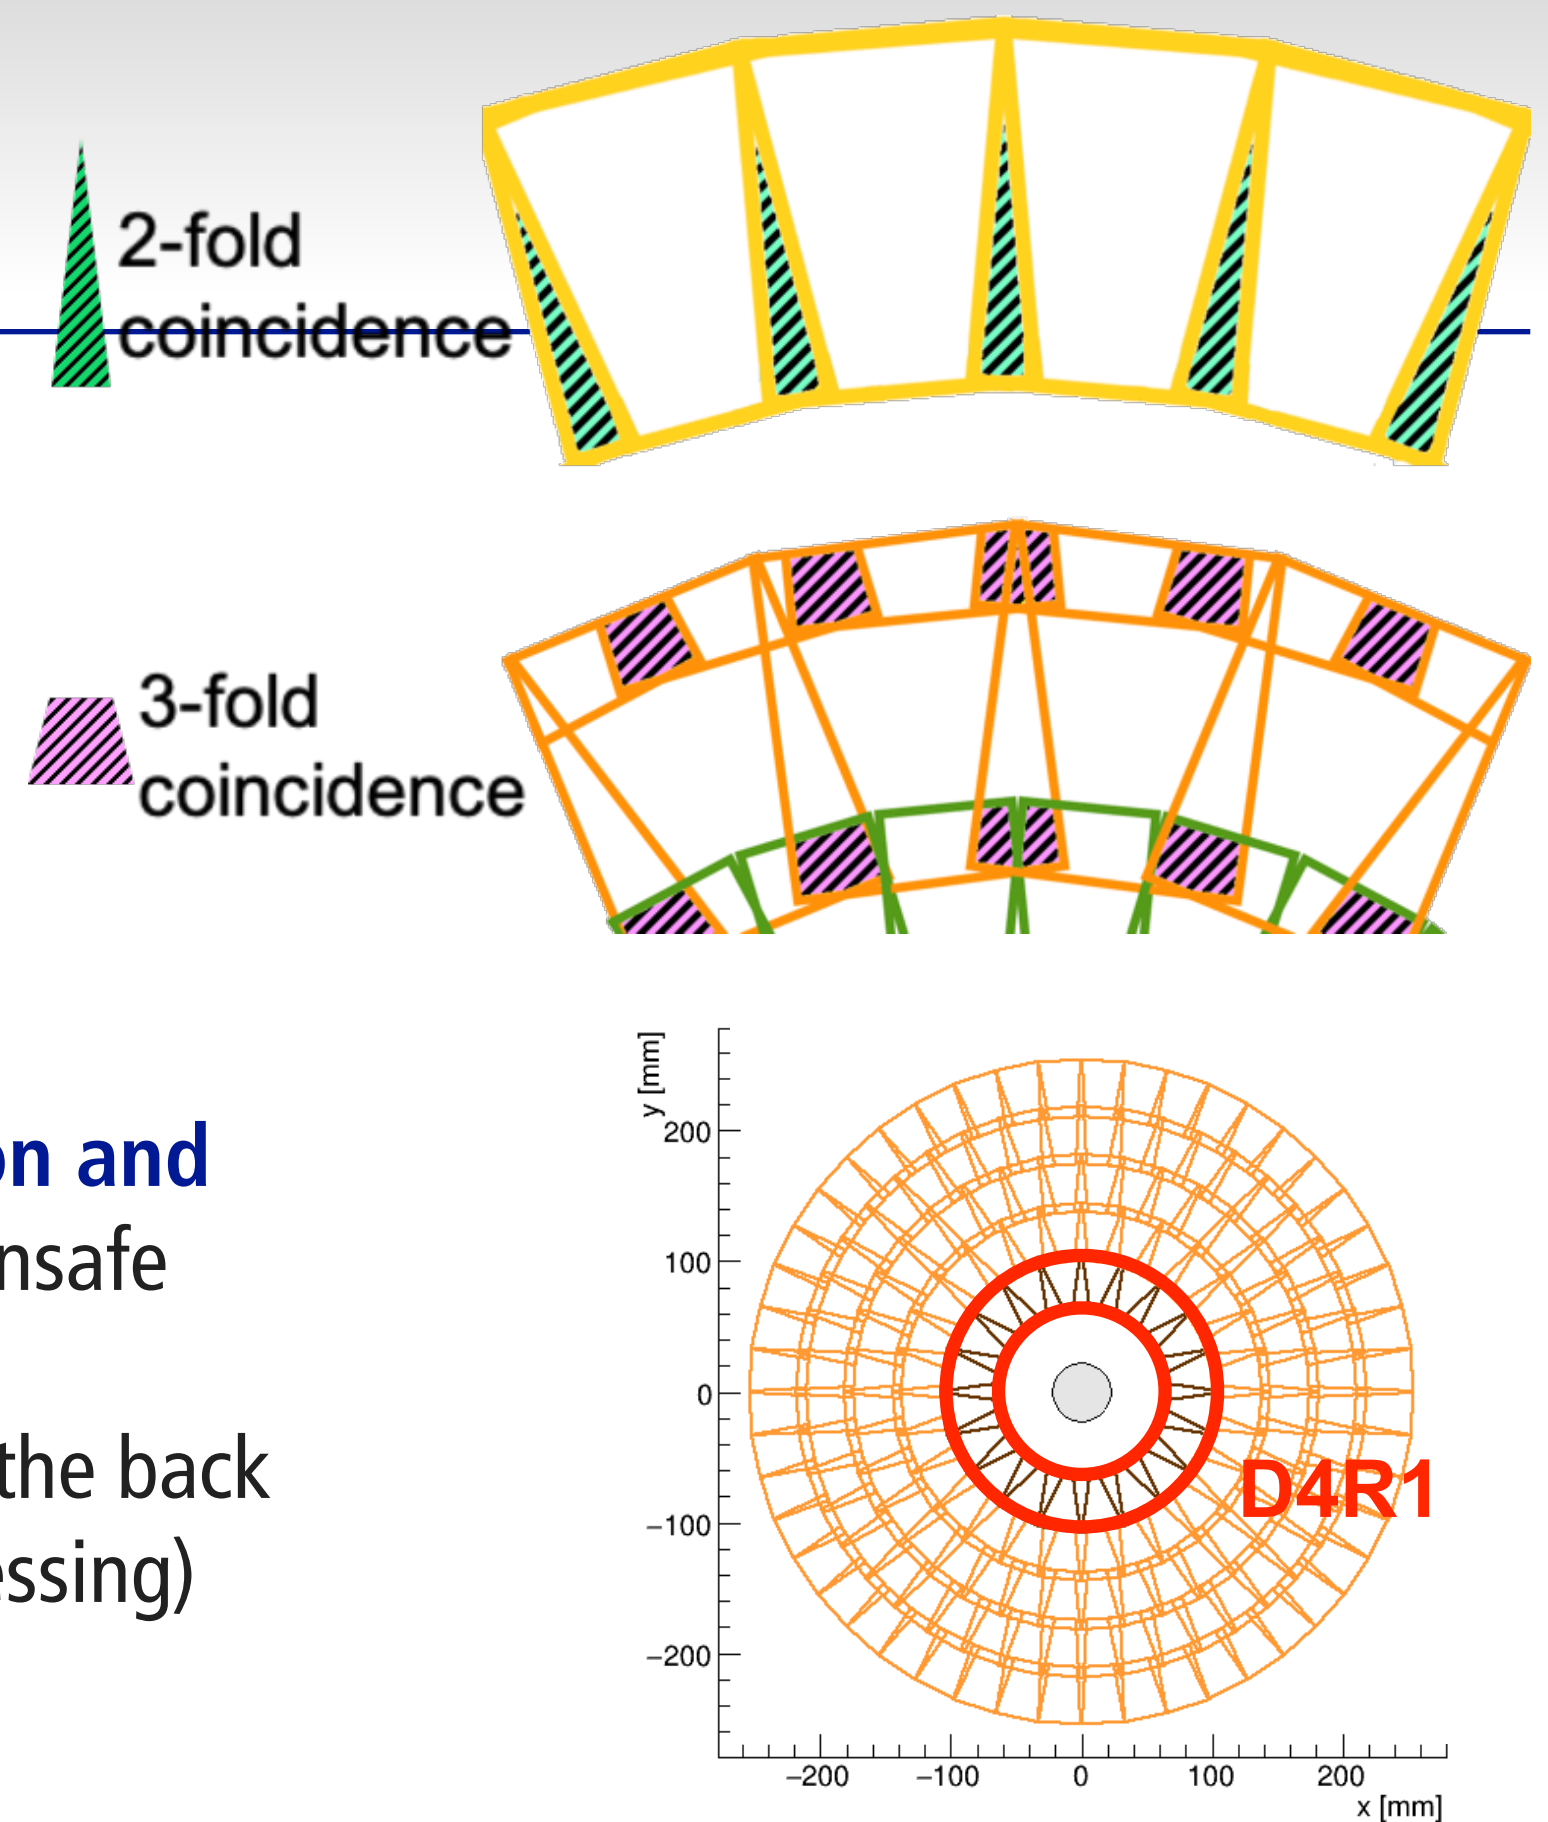 2-fold
coincidence
3-fold
coincidence
on and
nsafe
the back
essing)
y [mm]
200
100
0
−100
−200
D4R1
−200 −100 0 100 200
x [mm]